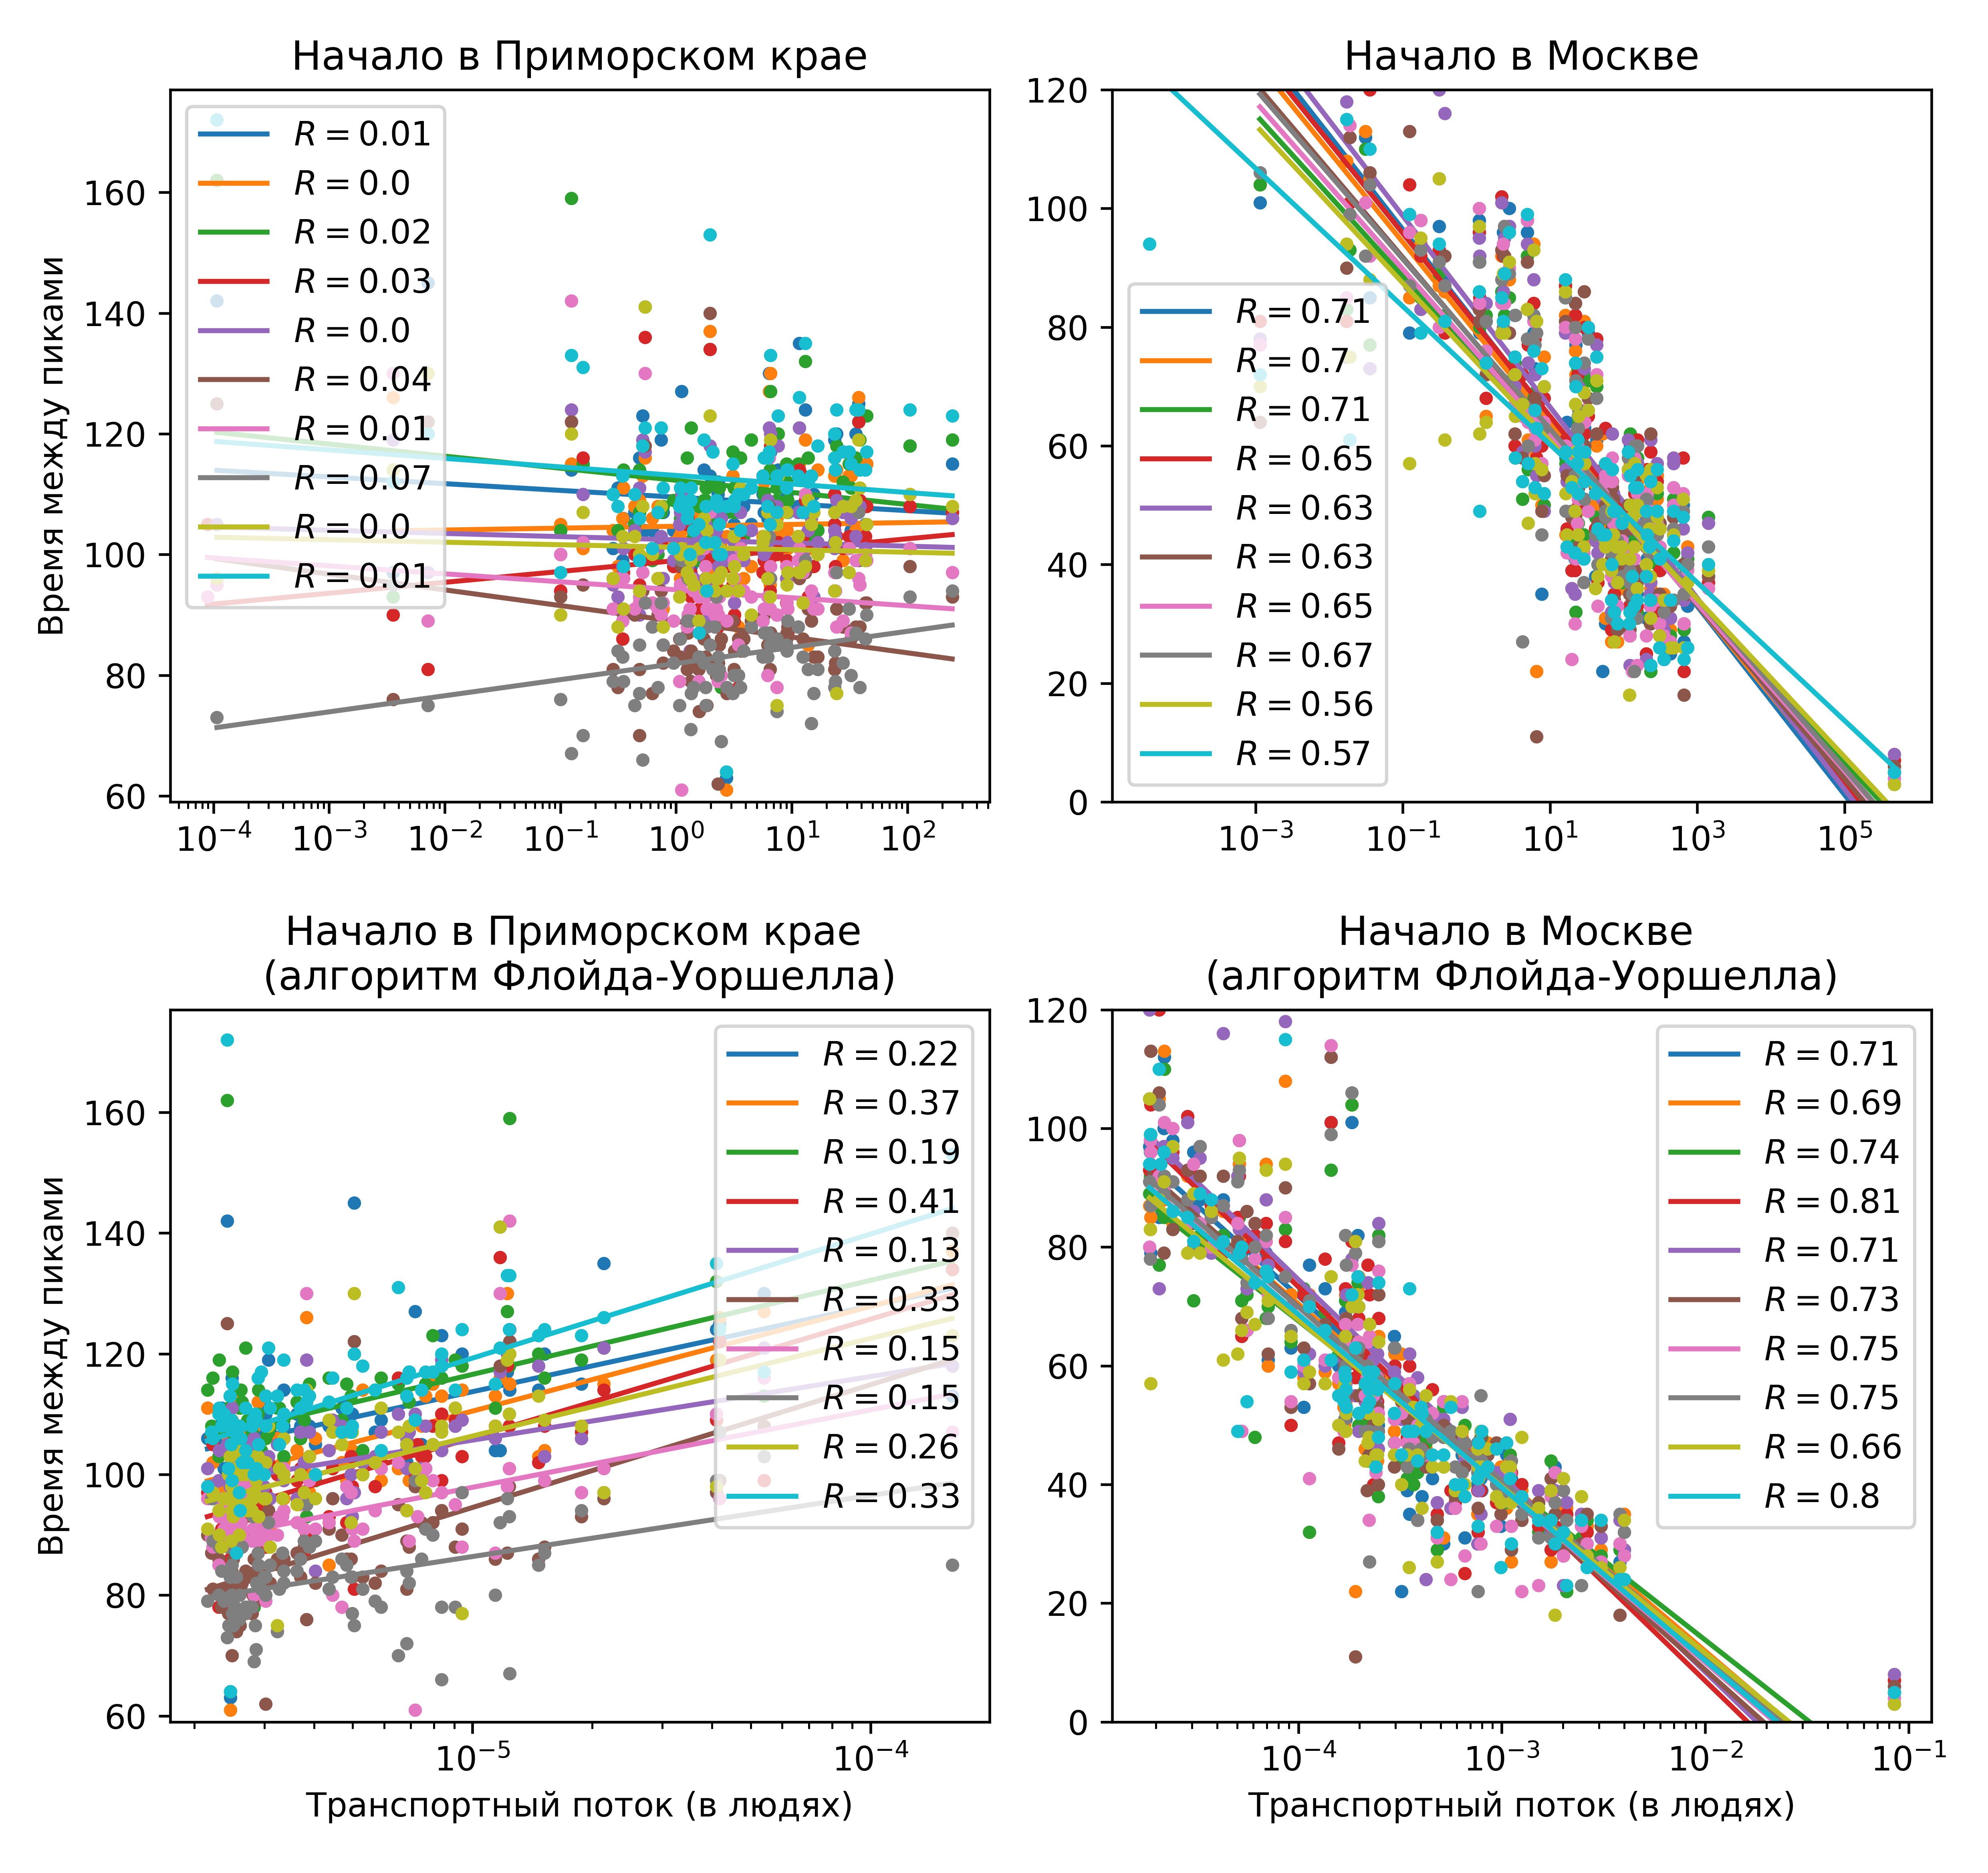 Начало в Приморском крае
Время между пиками
160
140
120
100
80
60
R = 0.01
R = 0.0
R = 0.02
R = 0.03
R = 0.0
R = 0.04
R = 0.01
R = 0.07
R = 0.0
R = 0.01
10⁻⁴ 10⁻³ 10⁻² 10⁻¹ 10⁰ 10¹ 10²
Начало в Москве
120
100
80
60
40
20
0
R = 0.71
R = 0.7
R = 0.71
R = 0.65
R = 0.63
R = 0.63
R = 0.65
R = 0.67
R = 0.56
R = 0.57
10⁻³ 10⁻¹ 10¹ 10³ 10⁵
Начало в Приморском крае
(алгоритм Флойда-Уоршелла)
Время между пиками
160
140
120
100
80
60
R = 0.22
R = 0.37
R = 0.19
R = 0.41
R = 0.13
R = 0.33
R = 0.15
R = 0.15
R = 0.26
R = 0.33
10⁻⁵ 10⁻⁴
Транспортный поток (в людях)
Начало в Москве
(алгоритм Флойда-Уоршелла)
120
100
80
60
40
20
0
R = 0.71
R = 0.69
R = 0.74
R = 0.81
R = 0.71
R = 0.73
R = 0.75
R = 0.75
R = 0.66
R = 0.8
10⁻⁴ 10⁻³ 10⁻² 10⁻¹
Транспортный поток (в людях)